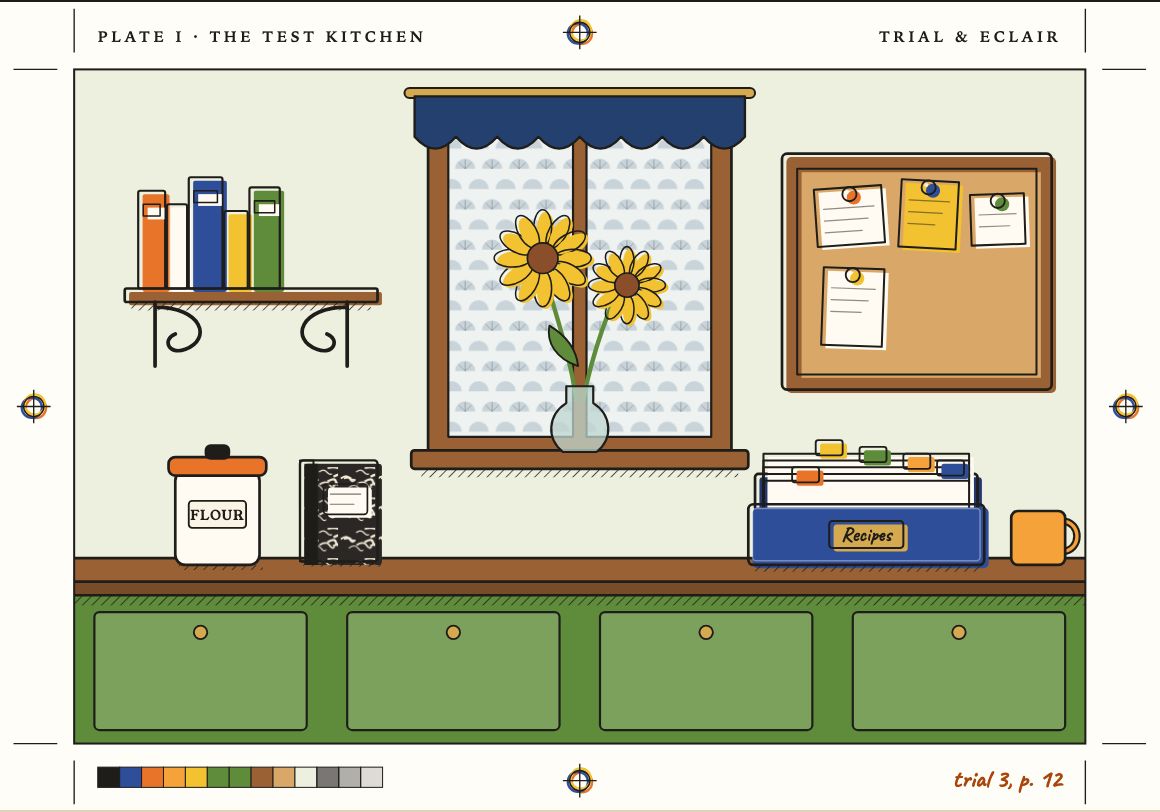 PLATE I · THE TEST KITCHEN
TRIAL & ECLAIR
FLOUR
Recipes
trial 3, p. 12